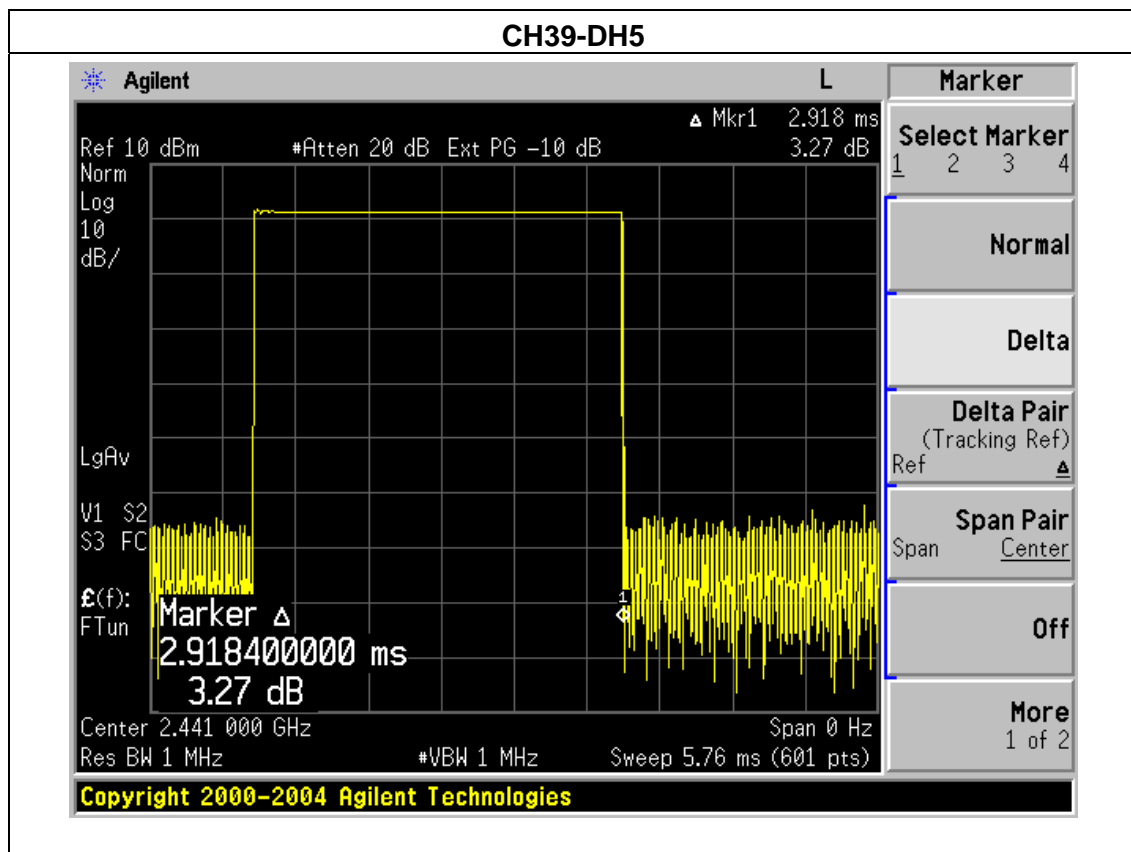 CH39-DH5
Agilent L
Δ Mkr1 2.918 ms
Ref 10 dBm #Atten 20 dB Ext PG -10 dB 3.27 dB
Norm
Log
10
dB/
LgAv
V1 S2
S3 FC
£(f):
FTun
1
Marker Δ
2.918400000 ms
3.27 dB
Center 2.441 000 GHz Span 0 Hz
Res BW 1 MHz #VBW 1 MHz Sweep 5.76 ms (601 pts)
Copyright 2000-2004 Agilent Technologies
Marker
Select Marker
1 2 3 4
Normal
Delta
Delta Pair
(Tracking Ref)
Ref Δ
Span Pair
Span Center
Off
More
1 of 2